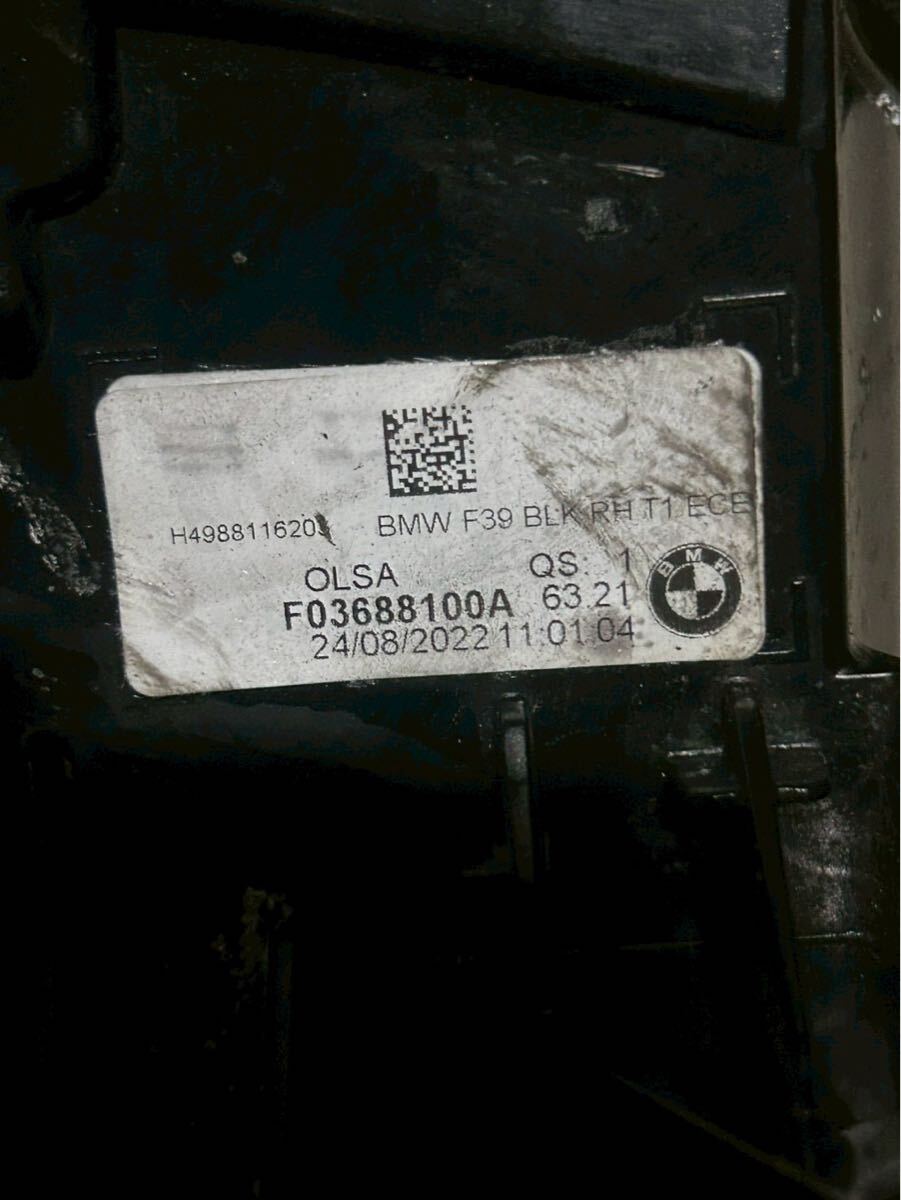 H4988116203 BMW F39 BLK RH T1 ECE
OLSA QS: 1
F03688100A 63.21
24/08/2022 11:01:04
BMW